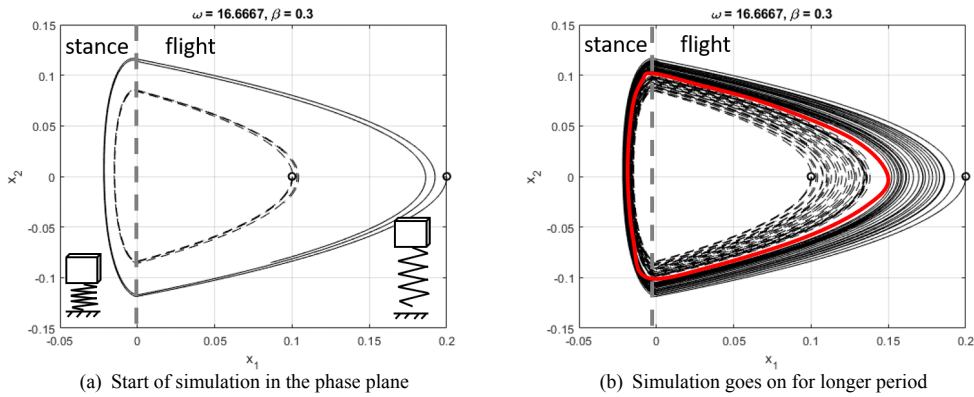 ω = 16.6667, β = 0.3
stance flight
0.15
0.1
0.05
0
-0.05
-0.1
-0.15
x2
-0.05 0 0.05 0.1 0.15 0.2
x1
(a) Start of simulation in the phase plane
ω = 16.6667, β = 0.3
stance flight
0.15
0.1
0.05
0
-0.05
-0.1
-0.15
x2
-0.05 0 0.05 0.1 0.15 0.2
x1
(b) Simulation goes on for longer period